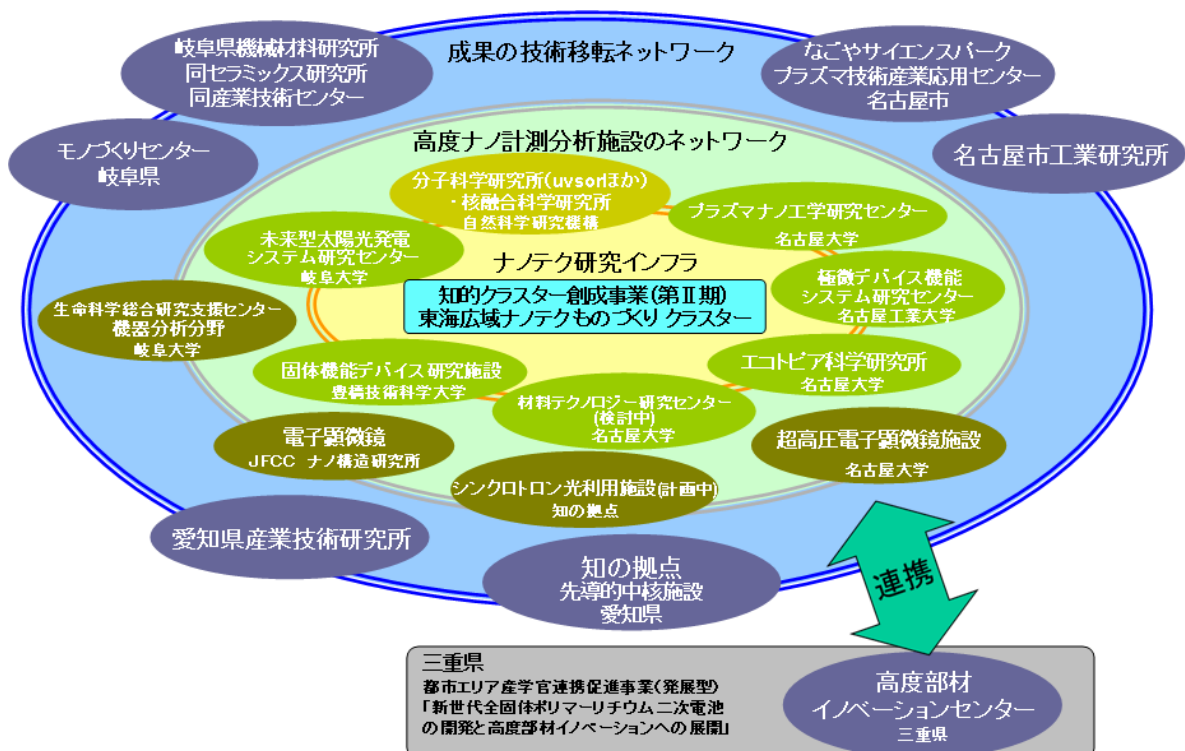 岐阜県機械材料研究所
同セラミックス研究所
同産業技術センター
成果の技術移転ネットワーク
なごやサイエンスパーク
プラズマ技術産業応用センター
名古屋市
モノづくりセンター
岐阜県
高度ナノ計測分析施設のネットワーク
名古屋市工業研究所
分子科学研究所(uvsorほか)
・核融合科学研究所
自然科学研究機構
プラズマナノ工学研究センター
名古屋大学
未来型太陽光発電
システム研究センター
岐阜大学
ナノテク研究インフラ
極微デバイス機能
システム研究センター
名古屋工業大学
知的クラスター創成事業(第Ⅱ期)
東海広域ナノテクものづくりクラスター
生命科学総合研究支援センター
機器分析分野
岐阜大学
エコトピア科学研究所
名古屋大学
固体機能デバイス研究施設
豊橋技術科学大学
材料テクノロジー研究センター
(検討中)
名古屋大学
電子顕微鏡
JFCC ナノ構造研究所
超高圧電子顕微鏡施設
名古屋大学
シンクロトロン光利用施設(計画中)
知の拠点
愛知県産業技術研究所
知の拠点
先導的中核施設
愛知県
連携
三重県
都市エリア産学官連携促進事業(発展型)
「新世代全固体ポリマーリチウム二次電池
の開発と高度部材イノベーションへの展開」
高度部材
イノベーションセンター
三重県